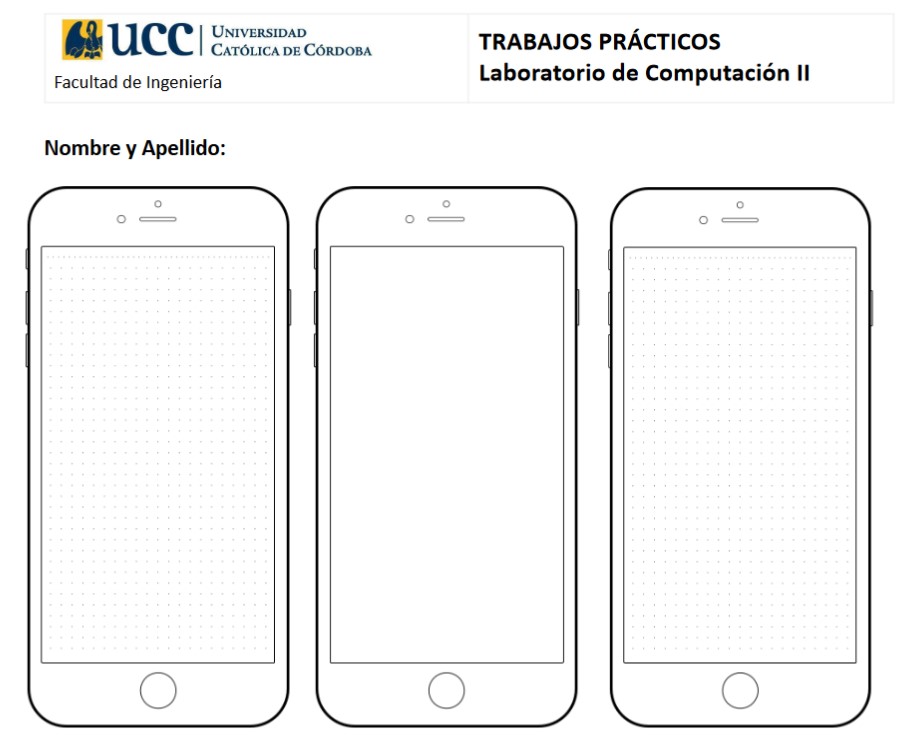 UCC
UNIVERSIDAD
CATÓLICA DE CÓRDOBA
Facultad de Ingeniería
TRABAJOS PRÁCTICOS
Laboratorio de Computación II
Nombre y Apellido: